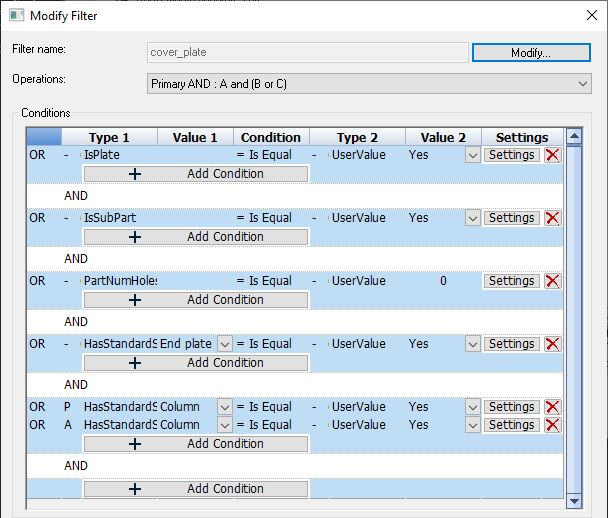 Modify Filter
Filter name: cover_plate Modify...
Operations: Primary AND : A and (B or C)
Conditions
Type 1 Value 1 Condition Type 2 Value 2 Settings
OR - IsPlate = Is Equal - UserValue Yes Settings
+ Add Condition
AND
OR - IsSubPart = Is Equal - UserValue Yes Settings
+ Add Condition
AND
OR - PartNumHoles = Is Equal - UserValue 0 Settings
+ Add Condition
AND
OR - HasStandardS End plate = Is Equal - UserValue Yes Settings
+ Add Condition
AND
OR P HasStandardS Column = Is Equal - UserValue Yes Settings
OR A HasStandardS Column = Is Equal - UserValue Yes Settings
+ Add Condition
AND
+ Add Condition